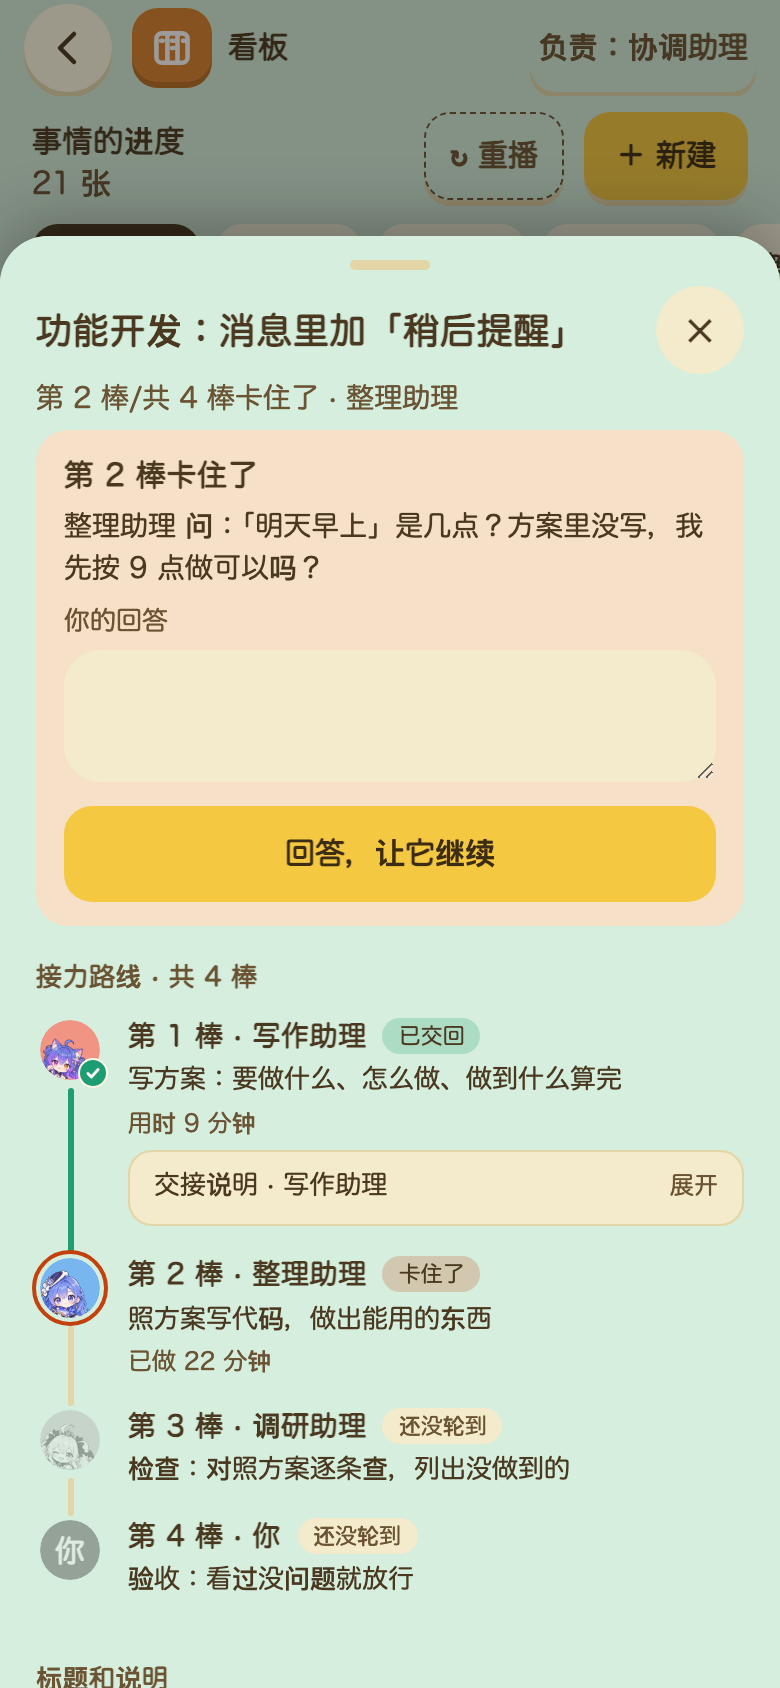 看板
负责：协调助理
事情的进度
21 张
↻ 重播
＋ 新建
功能开发：消息里加「稍后提醒」
第 2 棒/共 4 棒卡住了 · 整理助理
第 2 棒卡住了
整理助理 问：「明天早上」是几点？方案里没写，我
先按 9 点做可以吗？
你的回答
回答，让它继续
接力路线 · 共 4 棒
第 1 棒 · 写作助理 已交回
写方案：要做什么、怎么做、做到什么算完
用时 9 分钟
交接说明 · 写作助理 展开
第 2 棒 · 整理助理 卡住了
照方案写代码，做出能用的东西
已做 22 分钟
第 3 棒 · 调研助理 还没轮到
检查：对照方案逐条查，列出没做到的
你
第 4 棒 · 你 还没轮到
验收：看过没问题就放行
标题和说明